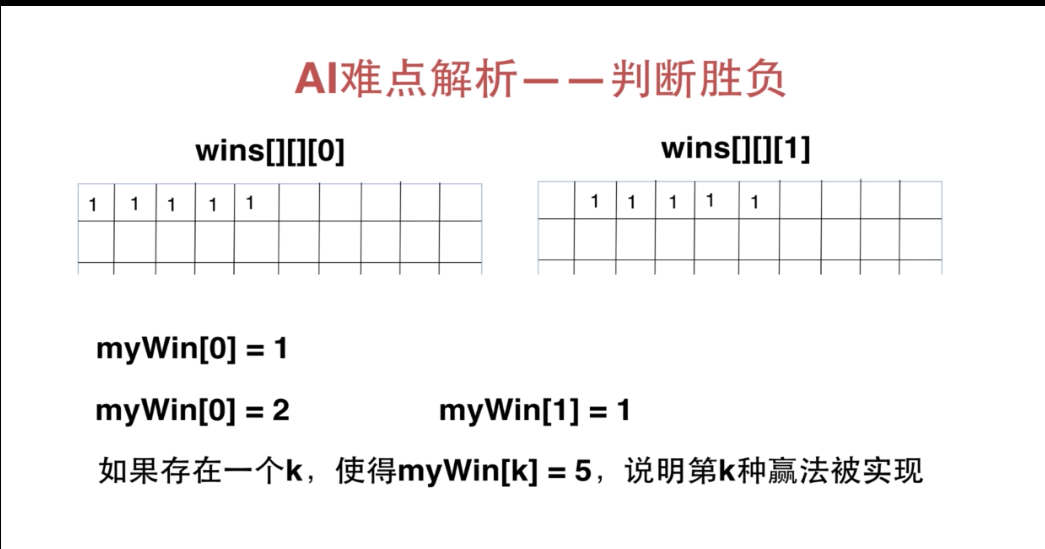 AI难点解析——判断胜负
wins[][][0] wins[][][1]
1 1 1 1 1 1 1 1 1 1
myWin[0] = 1
myWin[0] = 2 myWin[1] = 1
如果存在一个k，使得myWin[k] = 5，说明第k种赢法被实现